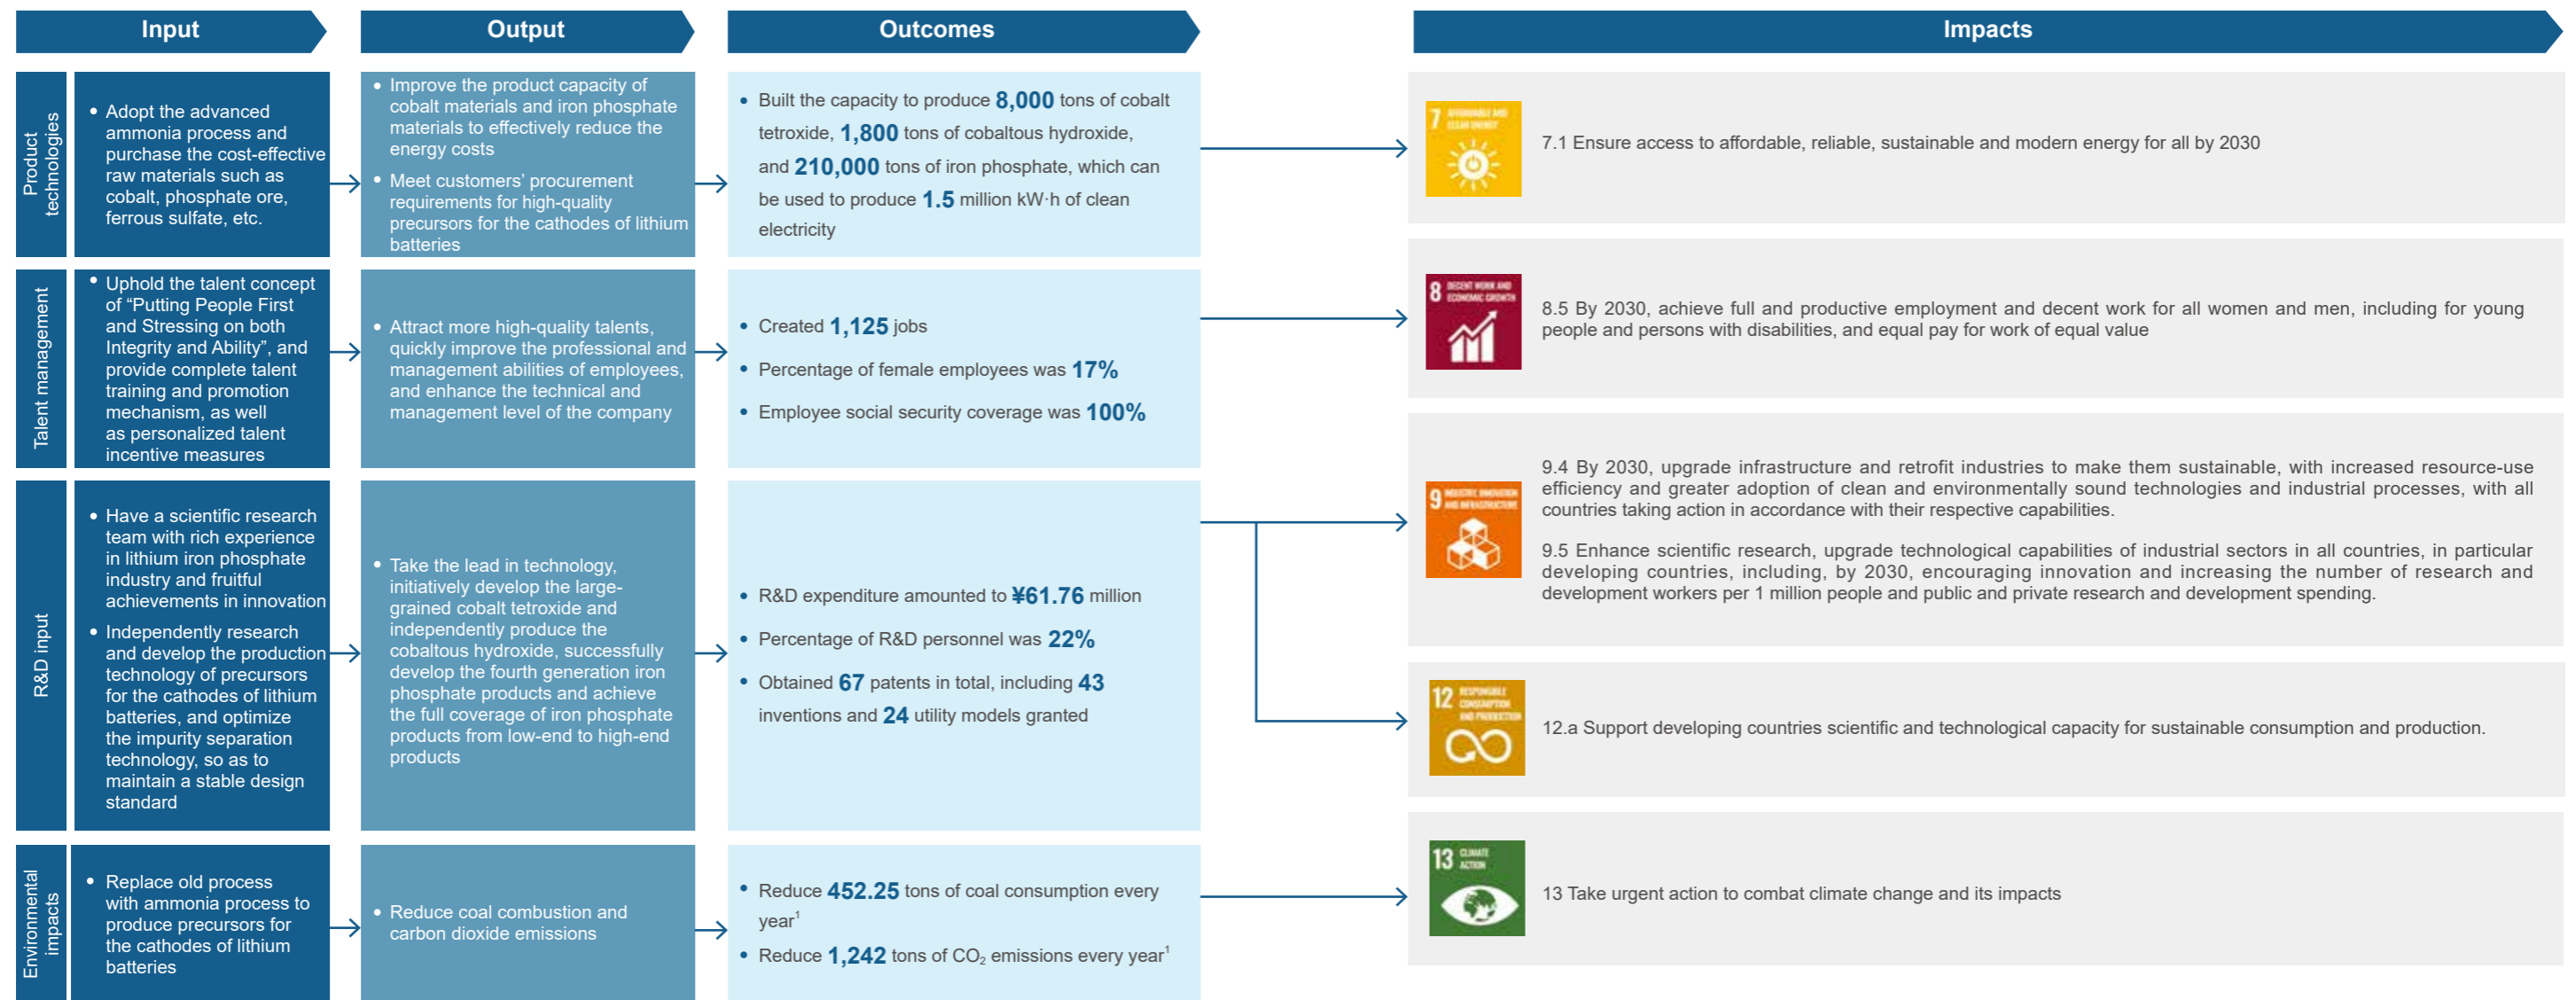 Input
Output
Outcomes
Impacts
Product
technologies
• Adopt the advanced
ammonia process and
purchase the cost-effective
raw materials such as
cobalt, phosphate ore,
ferrous sulfate, etc.
• Improve the product capacity of
cobalt materials and iron phosphate
materials to effectively reduce the
energy costs
• Meet customers’ procurement
requirements for high-quality
precursors for the cathodes of lithium
batteries
• Built the capacity to produce 8,000 tons of cobalt
tetroxide, 1,800 tons of cobaltous hydroxide,
and 210,000 tons of iron phosphate, which can
be used to produce 1.5 million kW·h of clean
electricity
7 AFFORDABLE AND
CLEAN ENERGY
7.1 Ensure access to affordable, reliable, sustainable and modern energy for all by 2030
Talent management
• Uphold the talent concept
of “Putting People First
and Stressing on both
Integrity and Ability”, and
provide complete talent
training and promotion
mechanism, as well
as personalized talent
incentive measures
• Attract more high-quality talents,
quickly improve the professional and
management abilities of employees,
and enhance the technical and
management level of the company
• Created 1,125 jobs
• Percentage of female employees was 17%
• Employee social security coverage was 100%
8 DECENT WORK AND
ECONOMIC GROWTH
8.5 By 2030, achieve full and productive employment and decent work for all women and men, including for young
people and persons with disabilities, and equal pay for work of equal value
R&D input
• Have a scientific research
team with rich experience
in lithium iron phosphate
industry and fruitful
achievements in innovation
• Independently research
and develop the production
technology of precursors
for the cathodes of lithium
batteries, and optimize
the impurity separation
technology, so as to
maintain a stable design
standard
• Take the lead in technology,
initiatively develop the large-
grained cobalt tetroxide and
independently produce the
cobaltous hydroxide, successfully
develop the fourth generation iron
phosphate products and achieve
the full coverage of iron phosphate
products from low-end to high-end
products
• R&D expenditure amounted to ¥61.76 million
• Percentage of R&D personnel was 22%
• Obtained 67 patents in total, including 43
inventions and 24 utility models granted
9 INDUSTRY, INNOVATION
AND INFRASTRUCTURE
9.4 By 2030, upgrade infrastructure and retrofit industries to make them sustainable, with increased resource-use
efficiency and greater adoption of clean and environmentally sound technologies and industrial processes, with all
countries taking action in accordance with their respective capabilities.
9.5 Enhance scientific research, upgrade technological capabilities of industrial sectors in all countries, in particular
developing countries, including, by 2030, encouraging innovation and increasing the number of research and
development workers per 1 million people and public and private research and development spending.
12 RESPONSIBLE
CONSUMPTION
AND PRODUCTION
12.a Support developing countries scientific and technological capacity for sustainable consumption and production.
Environmental
impacts
• Replace old process
with ammonia process to
produce precursors for
the cathodes of lithium
batteries
• Reduce coal combustion and
carbon dioxide emissions
• Reduce 452.25 tons of coal consumption every
year¹
• Reduce 1,242 tons of CO₂ emissions every year¹
13 CLIMATE
ACTION
13 Take urgent action to combat climate change and its impacts